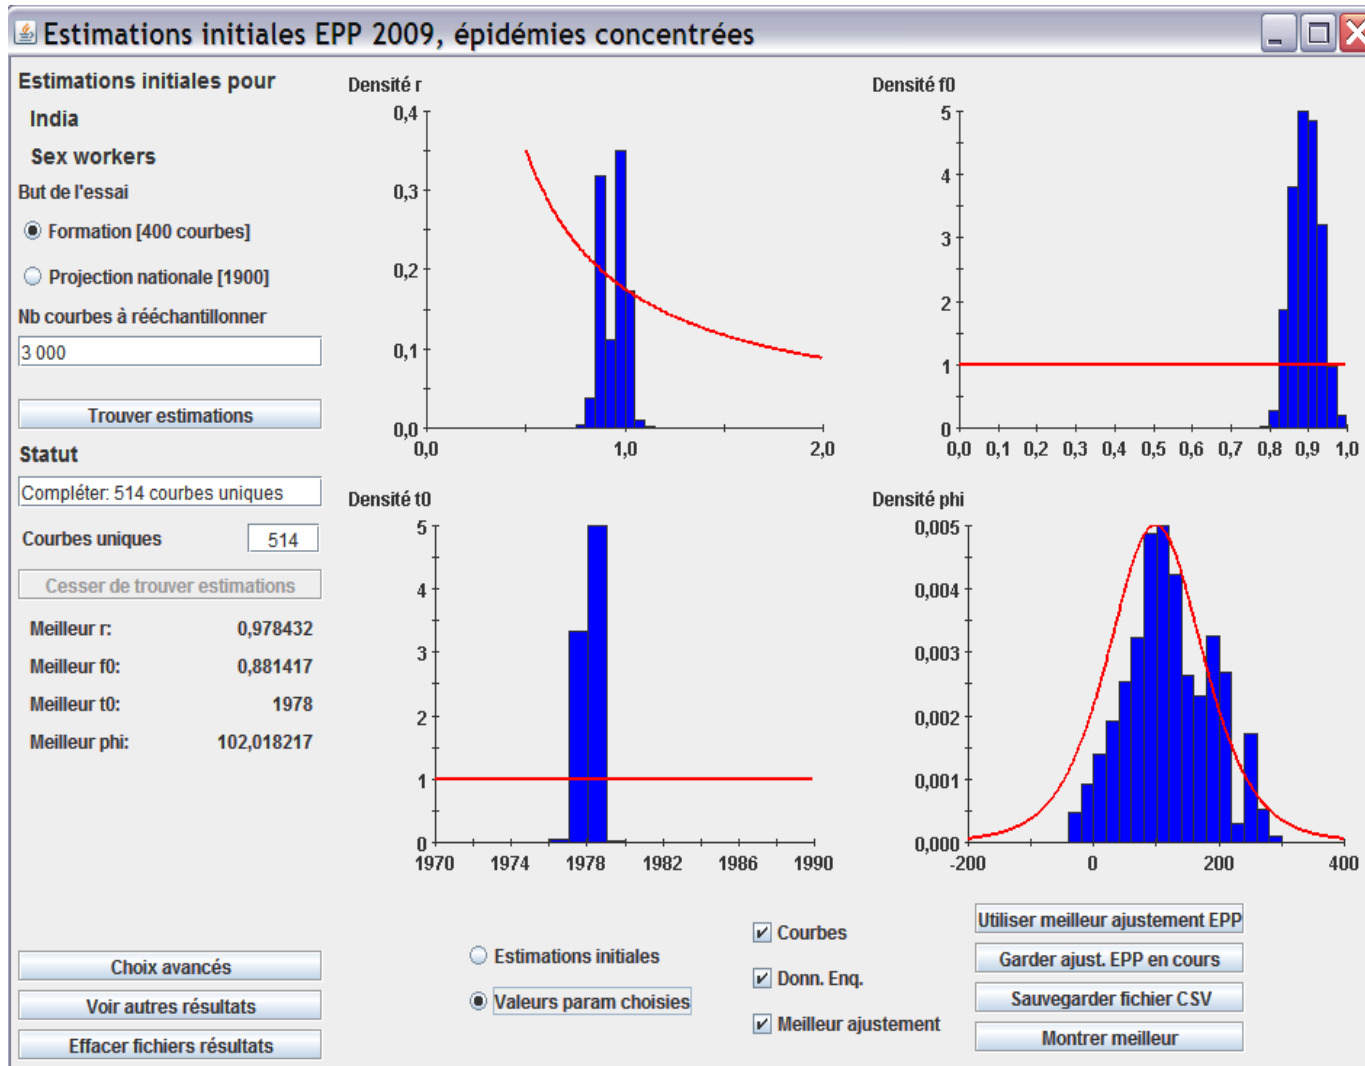 Estimations initiales EPP 2009, épidémies concentrées
Estimations initiales pour
India
Sex workers
But de l'essai
Formation [400 courbes]
Projection nationale [1900]
Nb courbes à rééchantillonner
3 000
Trouver estimations
Statut
Compléter: 514 courbes uniques
Courbes uniques 514
Cesser de trouver estimations
Meilleur r: 0,978432
Meilleur f0: 0,881417
Meilleur t0: 1978
Meilleur phi: 102,018217
Choix avancés
Voir autres résultats
Effacer fichiers résultats
Densité r
0,4
0,3
0,2
0,1
0,0
0,0 1,0 2,0
Densité f0
5
4
3
2
1
0
0,0 0,1 0,2 0,3 0,4 0,5 0,6 0,7 0,8 0,9 1,0
Densité t0
5
4
3
2
1
0
1970 1974 1978 1982 1986 1990
Densité phi
0,005
0,004
0,003
0,002
0,001
0,000
-200 0 200 400
Estimations initiales
Valeurs param choisies
Courbes
Donn. Enq.
Meilleur ajustement
Utiliser meilleur ajustement EPP
Garder ajust. EPP en cours
Sauvegarder fichier CSV
Montrer meilleur